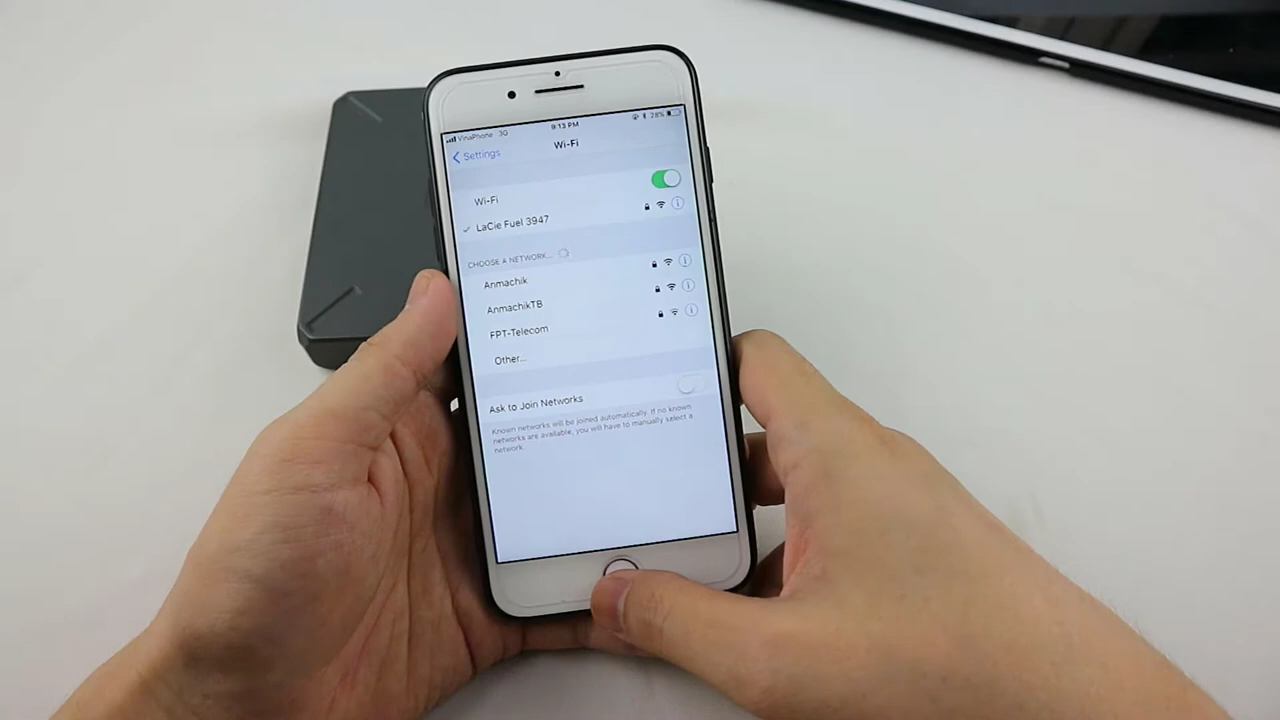 VinaPhone 3G 9:13 PM 28%
Settings Wi-Fi
Wi-Fi
LaCie Fuel 3947
CHOOSE A NETWORK...
Anmachik
AnmachikTB
FPT-Telecom
Other...
Ask to Join Networks
Known networks will be joined automatically. If no known
networks are available, you will have to manually select a
network.